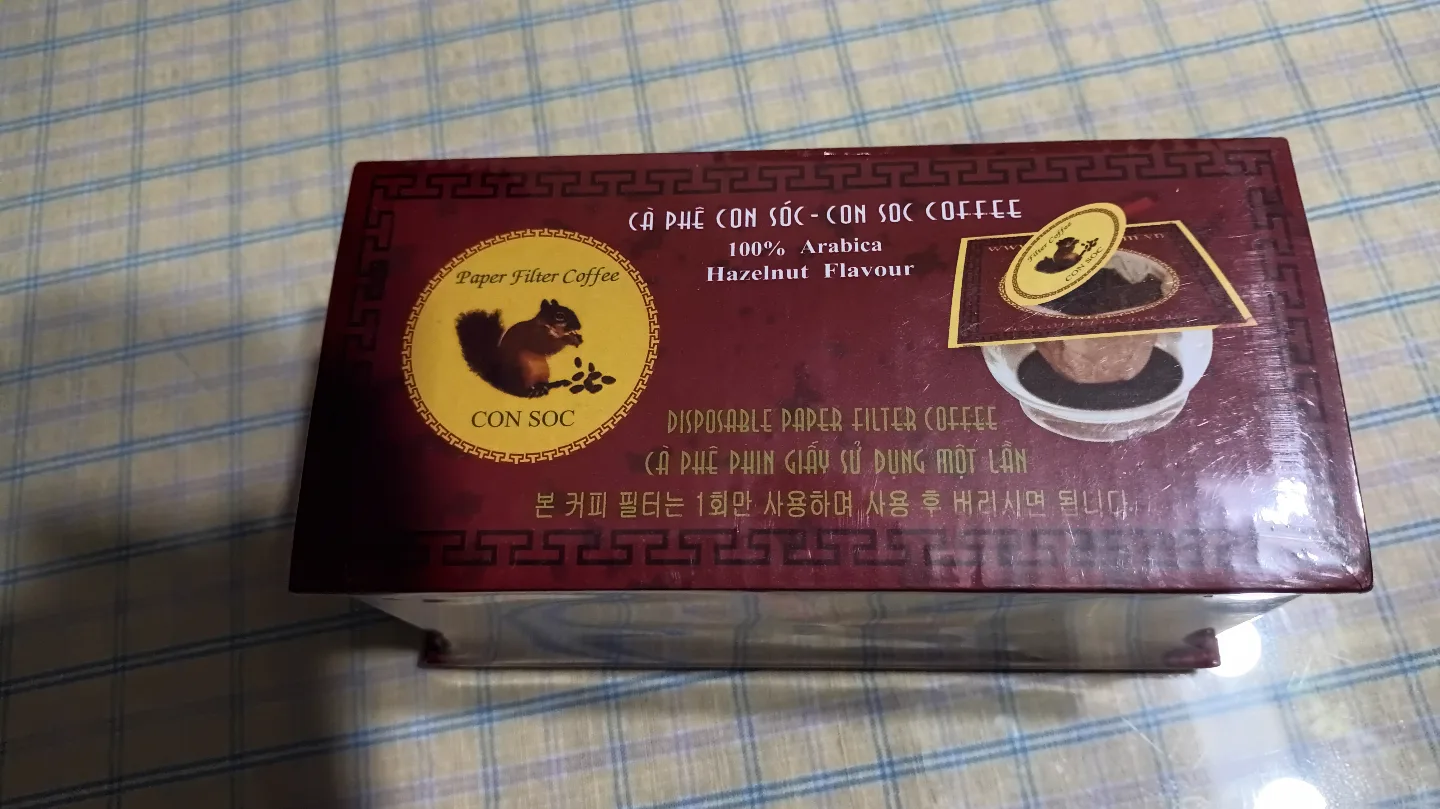 CÀ PHÊ CON SÓC - CON SOC COFFEE
100% Arabica
Hazelnut Flavour
Paper Filter Coffee
CON SOC
Filter Coffee
CON SOC
DISPOSABLE PAPER FILTER COFFEE
CÀ PHÊ PHIN GIẤY SỬ DỤNG MỘT LẦN
본 커피 필터는 1회만 사용하며 사용 후 버리시면 됩니다